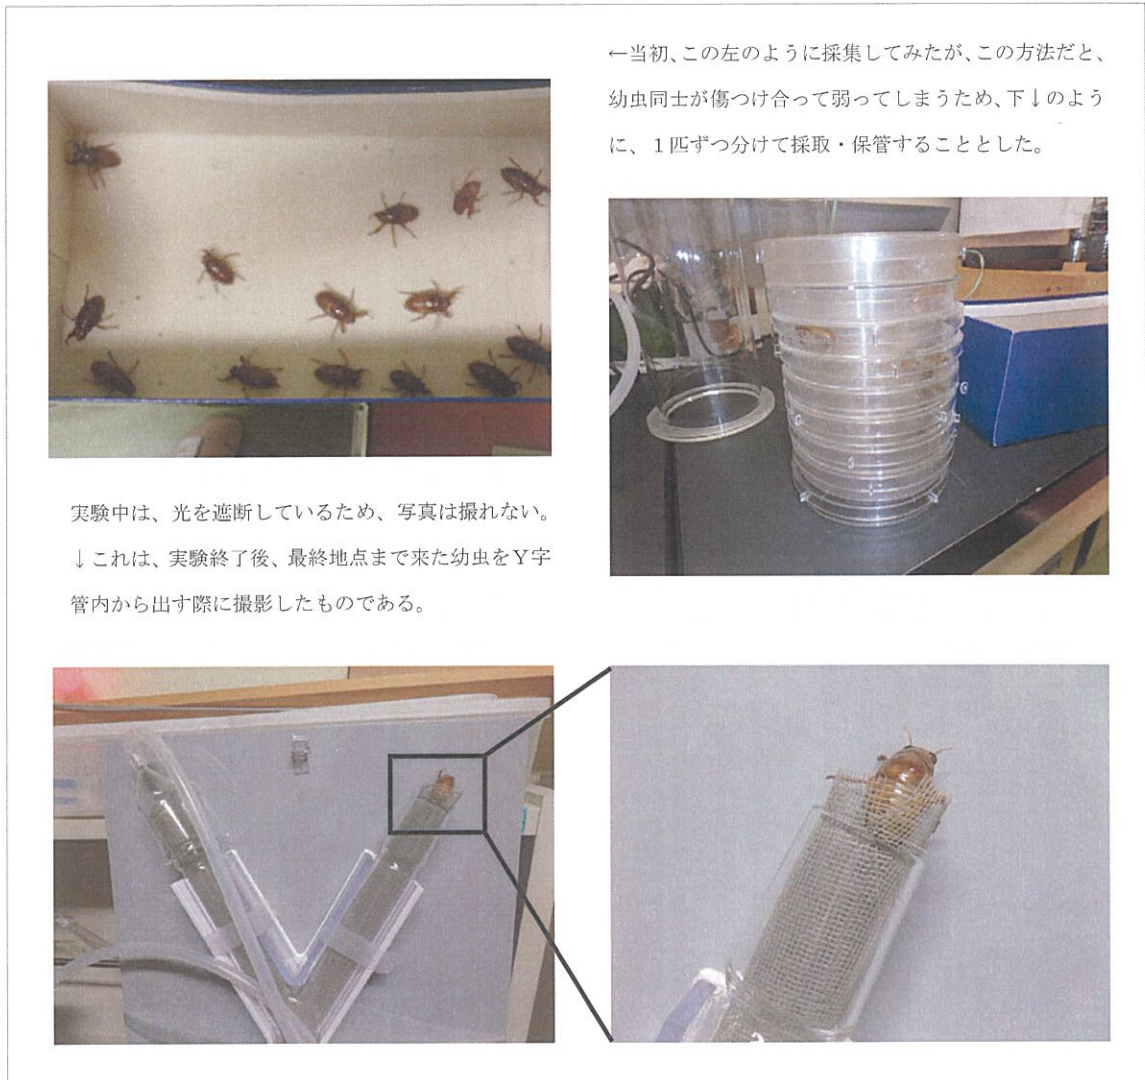 ←当初、この左のように採集してみたが、この方法だと、
幼虫同士が傷つけ合って弱ってしまうため、下↓のよう
に、１匹ずつ分けて採取・保管することとした。
実験中は、光を遮断しているため、写真は撮れない。
↓これは、実験終了後、最終地点まで来た幼虫をＹ字
管内から出す際に撮影したものである。